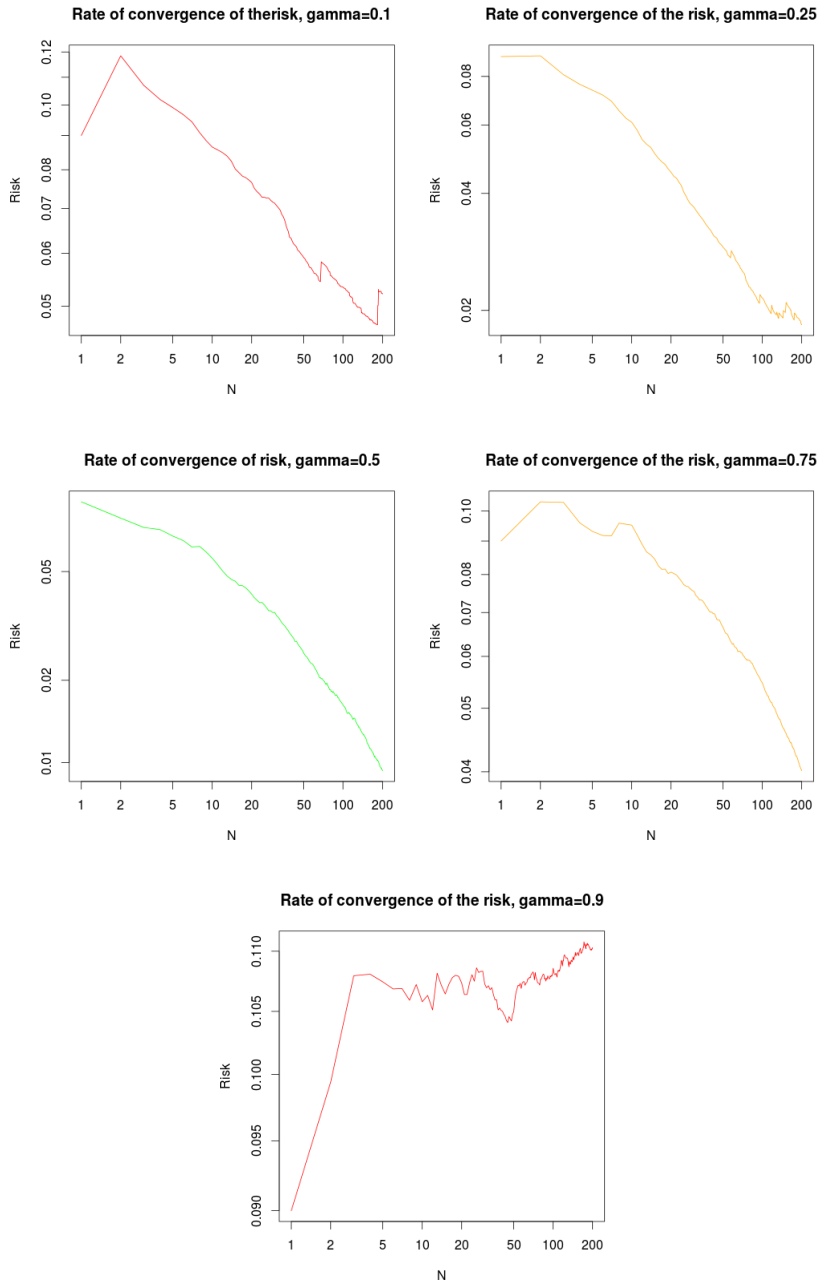 Rate of convergence of therisk, gamma=0.1
Risk
0.12
0.10
0.08
0.07
0.06
0.05
1 2 5 10 20 50 100 200
N
Rate of convergence of the risk, gamma=0.25
Risk
0.08
0.06
0.04
0.02
1 2 5 10 20 50 100 200
N
Rate of convergence of risk, gamma=0.5
Risk
0.05
0.02
0.01
1 2 5 10 20 50 100 200
N
Rate of convergence of the risk, gamma=0.75
Risk
0.10
0.08
0.07
0.06
0.05
0.04
1 2 5 10 20 50 100 200
N
Rate of convergence of the risk, gamma=0.9
Risk
0.110
0.105
0.100
0.095
0.090
1 2 5 10 20 50 100 200
N